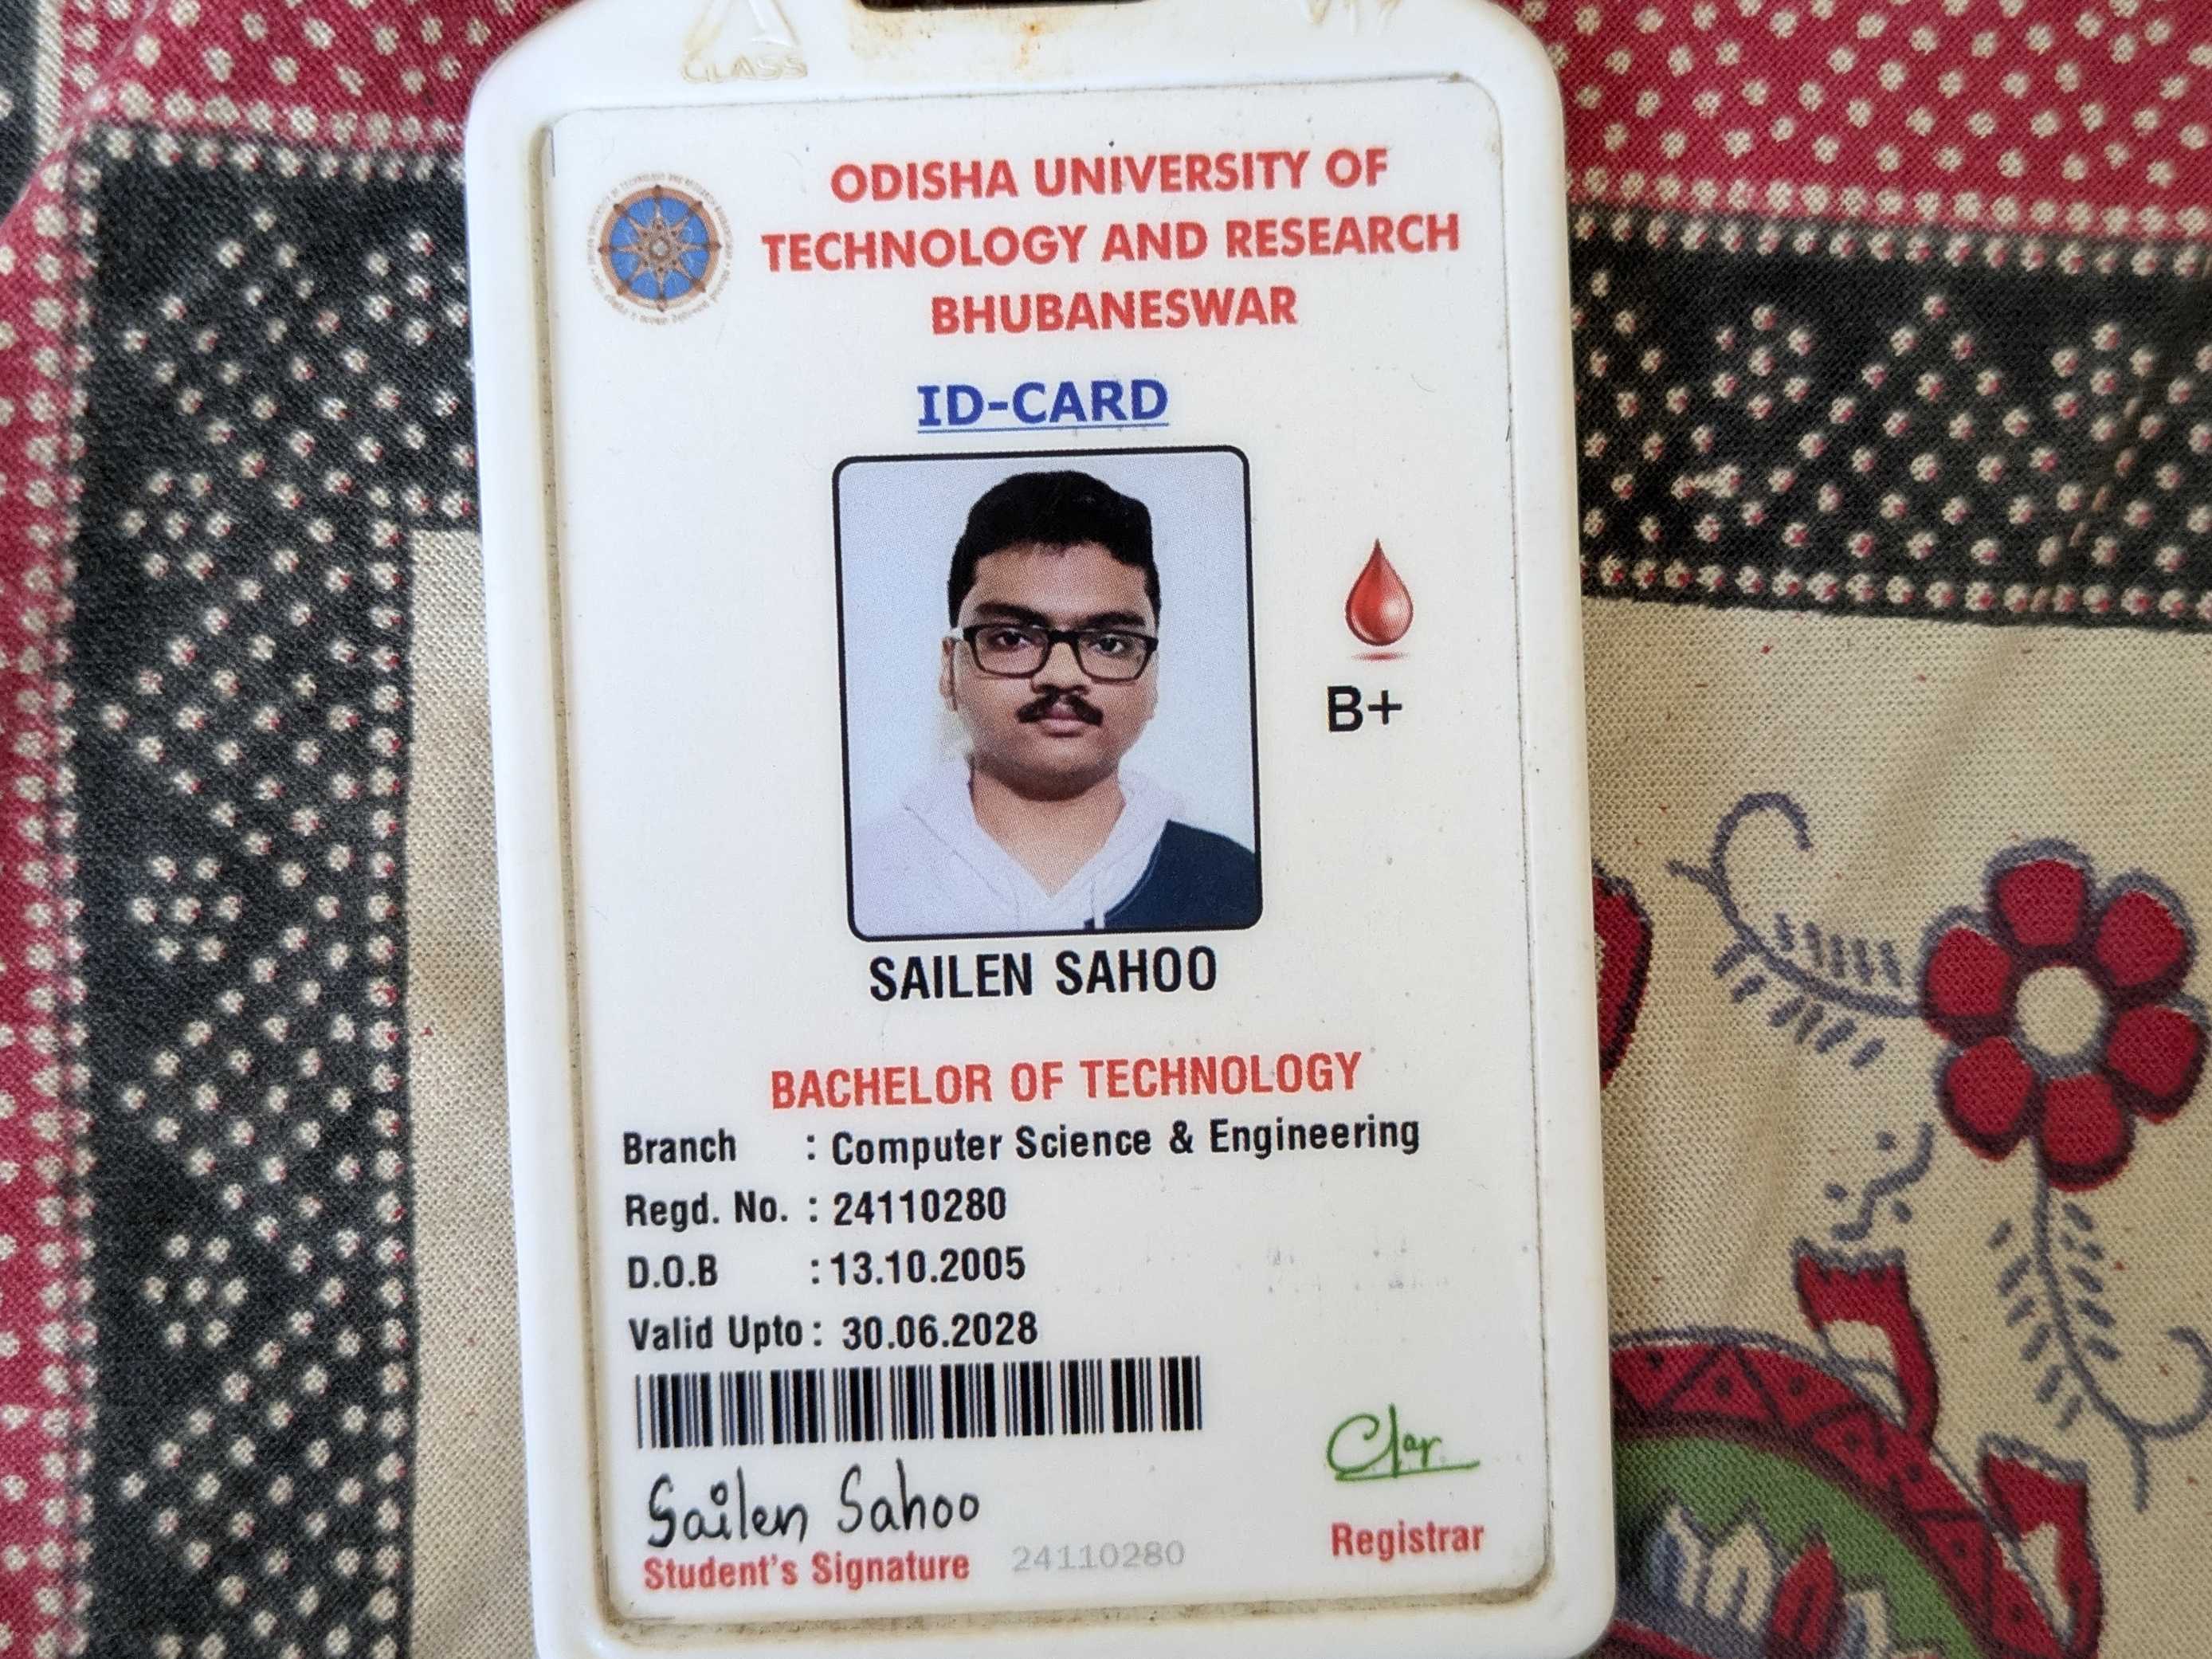 GLASS
ODISHA UNIVERSITY OF
TECHNOLOGY AND RESEARCH
BHUBANESWAR
ID-CARD
B+
SAILEN SAHOO
BACHELOR OF TECHNOLOGY
Branch : Computer Science & Engineering
Regd. No. : 24110280
D.O.B : 13.10.2005
Valid Upto : 30.06.2028
Sailen Sahoo
Student's Signature 24110280
Registrar